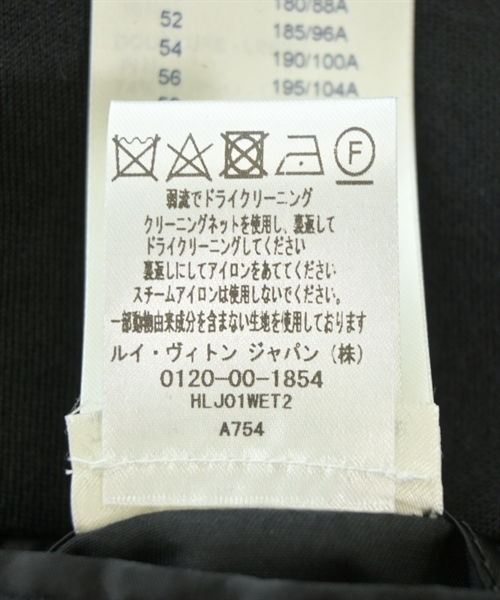 180/88A
52
185/96A
54
190/100A
56
195/104A
F
弱流でドライクリーニング
クリーニングネットを使用し、裏返して
ドライクリーニングしてください
裏返しにしてアイロンをあててください
スチームアイロンは使用しないでください。
一部動物由来成分を含まない生地を使用しております
ルイ・ヴィトン ジャパン (株)
0120-00-1854
HLJ01WET2
A754